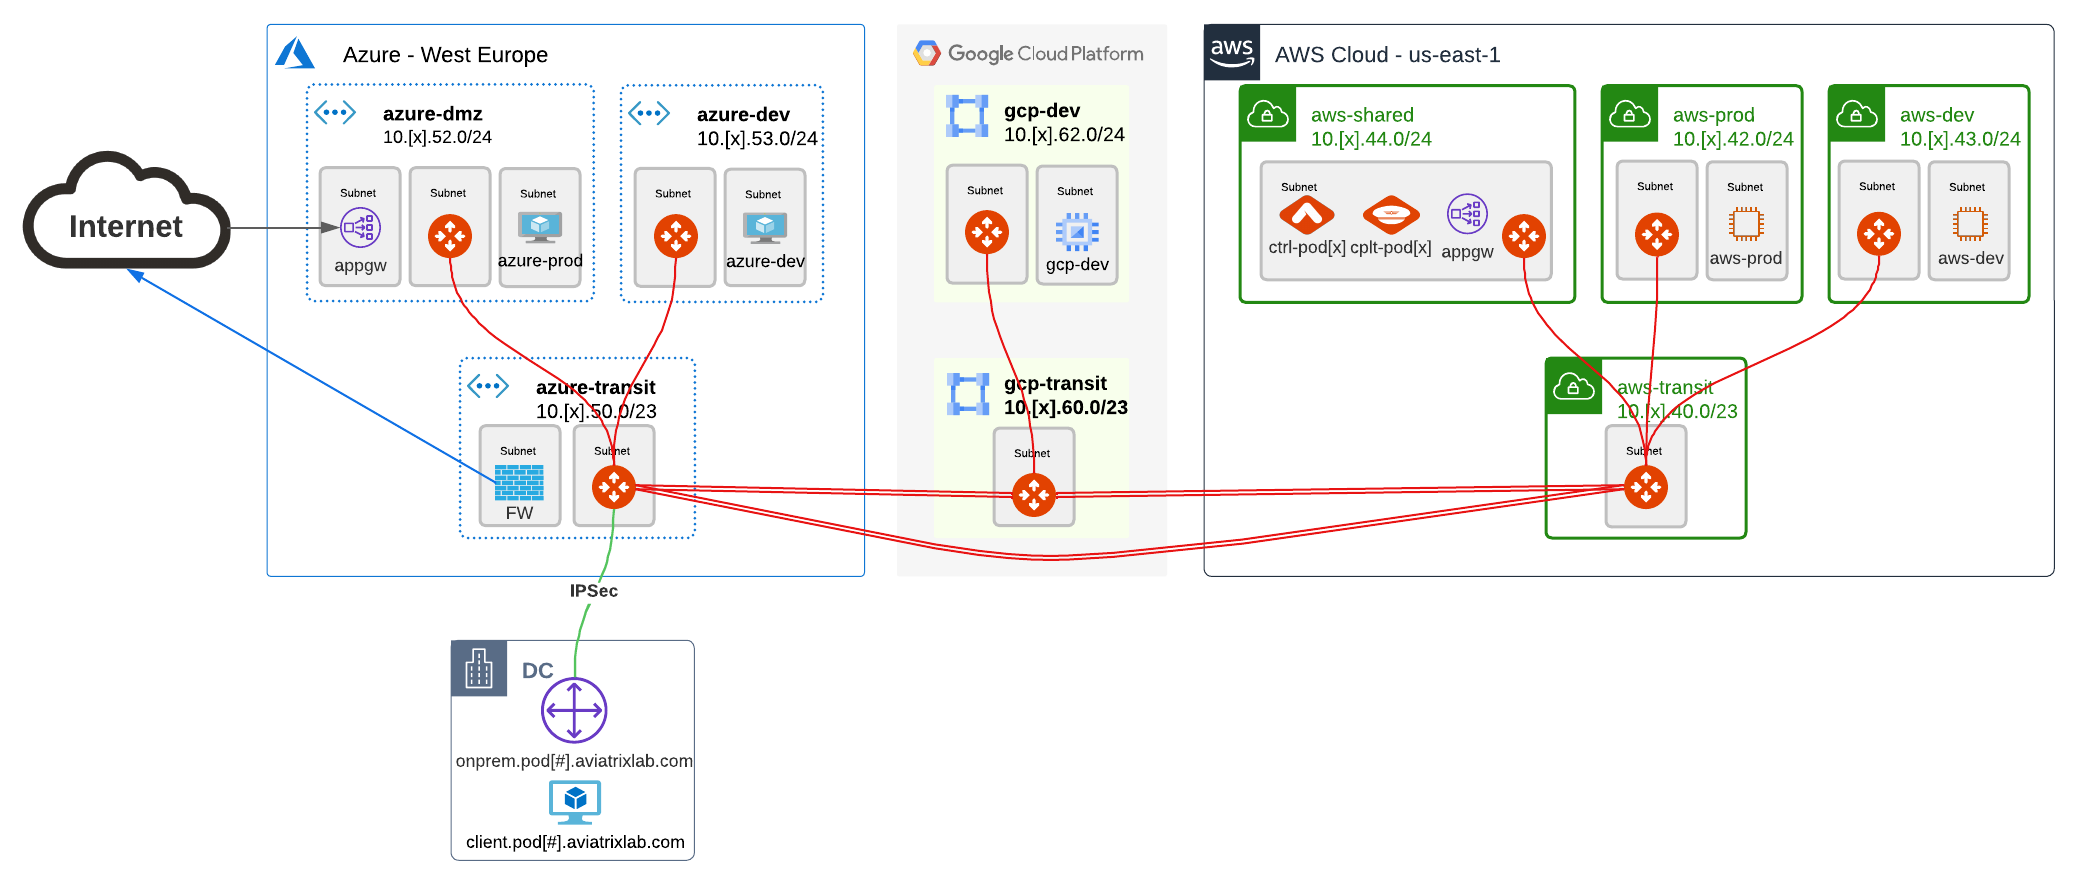 Azure - West Europe
azure-dmz
10.[x].52.0/24
Subnet
appgw
Subnet
Subnet
azure-prod
azure-dev
10.[x].53.0/24
Subnet
Subnet
azure-dev
Internet
azure-transit
10.[x].50.0/23
Subnet
FW
Subnet
IPSec
DC
onprem.pod[#].aviatrixlab.com
client.pod[#].aviatrixlab.com
Google Cloud Platform
gcp-dev
10.[x].62.0/24
Subnet
Subnet
gcp-dev
gcp-transit
10.[x].60.0/23
Subnet
aws
AWS Cloud - us-east-1
aws-shared
10.[x].44.0/24
Subnet
ctrl-pod[x]
cplt-pod[x]
appgw
aws-prod
10.[x].42.0/24
Subnet
Subnet
aws-prod
aws-dev
10.[x].43.0/24
Subnet
Subnet
aws-dev
aws-transit
10.[x].40.0/23
Subnet